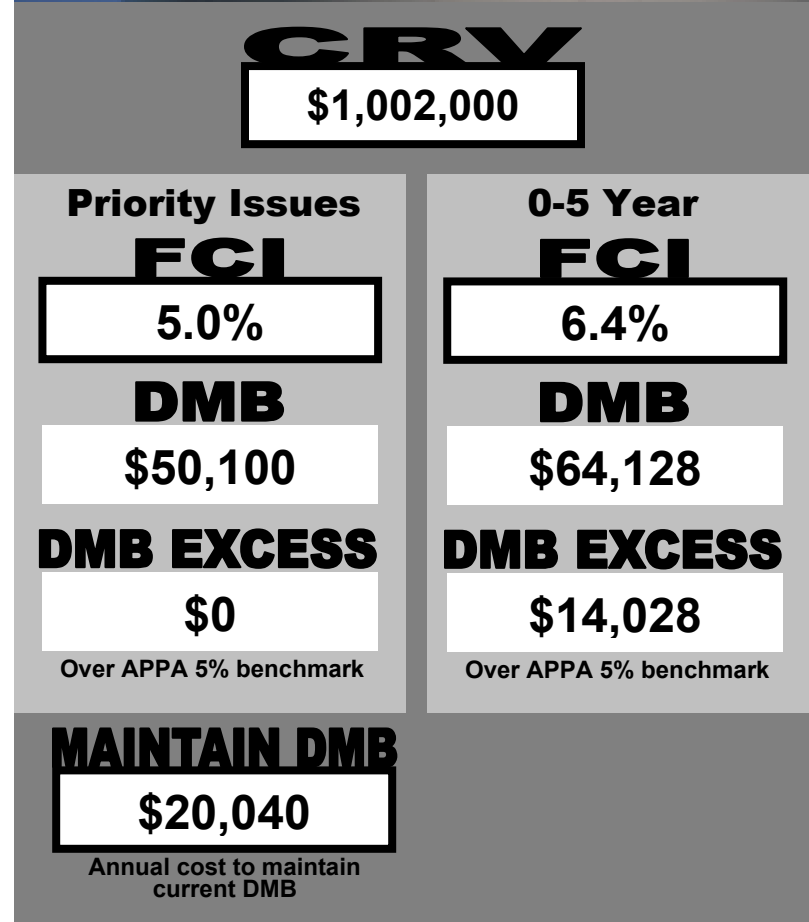 CRV
$1,002,000
Priority Issues
FCI
5.0%
DMB
$50,100
DMB EXCESS
$0
Over APPA 5% benchmark
0-5 Year
FCI
6.4%
DMB
$64,128
DMB EXCESS
$14,028
Over APPA 5% benchmark
MAINTAIN DMB
$20,040
Annual cost to maintain
current DMB